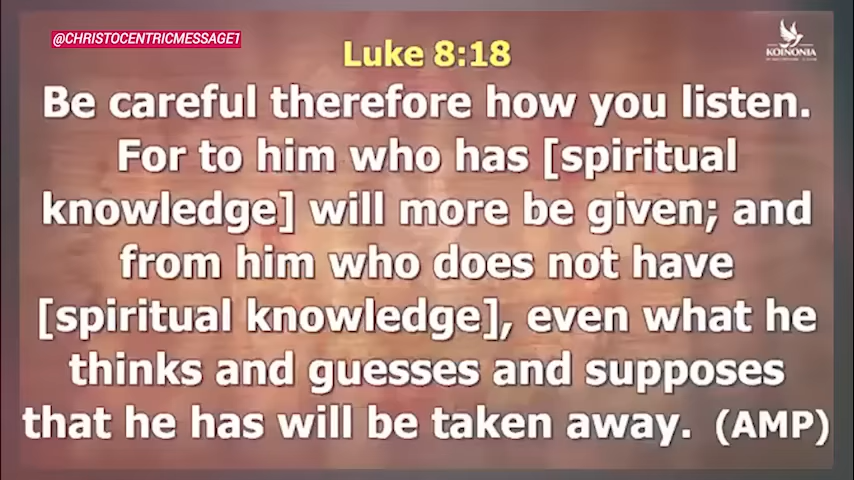 @CHRISTOCENTRICMESSAGE1
KOINONIA
Luke 8:18
Be careful therefore how you listen.
For to him who has [spiritual
knowledge] will more be given; and
from him who does not have
[spiritual knowledge], even what he
thinks and guesses and supposes
that he has will be taken away. (AMP)